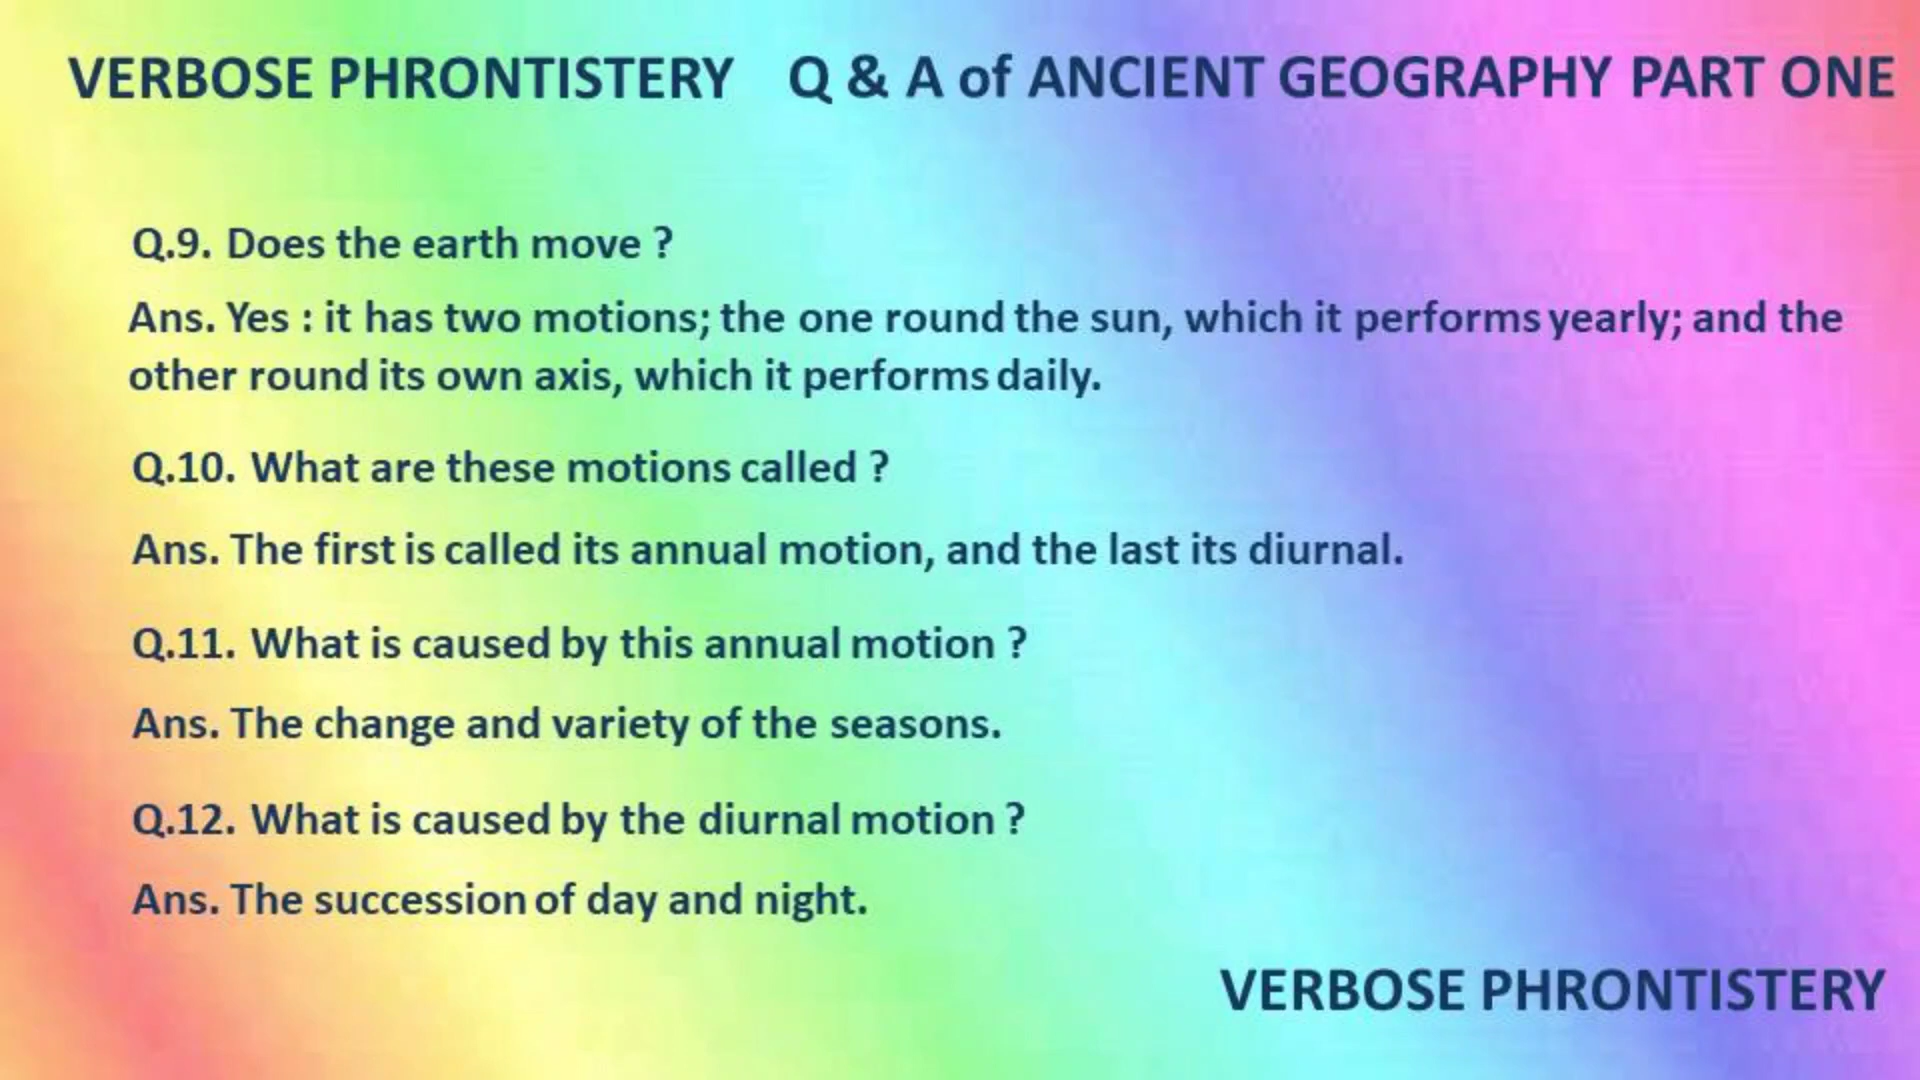 VERBOSE PHRONTISTERY Q & A of ANCIENT GEOGRAPHY PART ONE
Q.9. Does the earth move ?
Ans. Yes : it has two motions; the one round the sun, which it performs yearly; and the
other round its own axis, which it performs daily.
Q.10. What are these motions called ?
Ans. The first is called its annual motion, and the last its diurnal.
Q.11. What is caused by this annual motion ?
Ans. The change and variety of the seasons.
Q.12. What is caused by the diurnal motion ?
Ans. The succession of day and night.
VERBOSE PHRONTISTERY